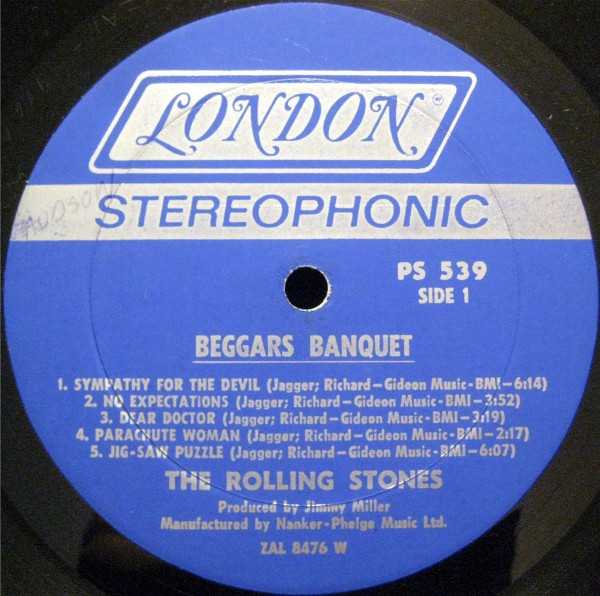 LONDON
STEREOPHONIC
HUDSON
PS 539
SIDE 1
BEGGARS BANQUET
1. SYMPATHY FOR THE DEVIL (Jagger; Richard—Gideon Music-BMI—6:14)
2. NO EXPECTATIONS (Jagger; Richard—Gideon Music-BMI—3:52)
3. DEAR DOCTOR (Jagger; Richard—Gideon Music-BMI—3:19)
4. PARACHUTE WOMAN (Jagger; Richard—Gideon Music-BMI—2:17)
5. JIG-SAW PUZZLE (Jagger; Richard—Gideon Music-BMI—6:07)
THE ROLLING STONES
Produced by Jimmy Miller
Manufactured by Nanker-Phelge Music Ltd.
ZAL 8476 W